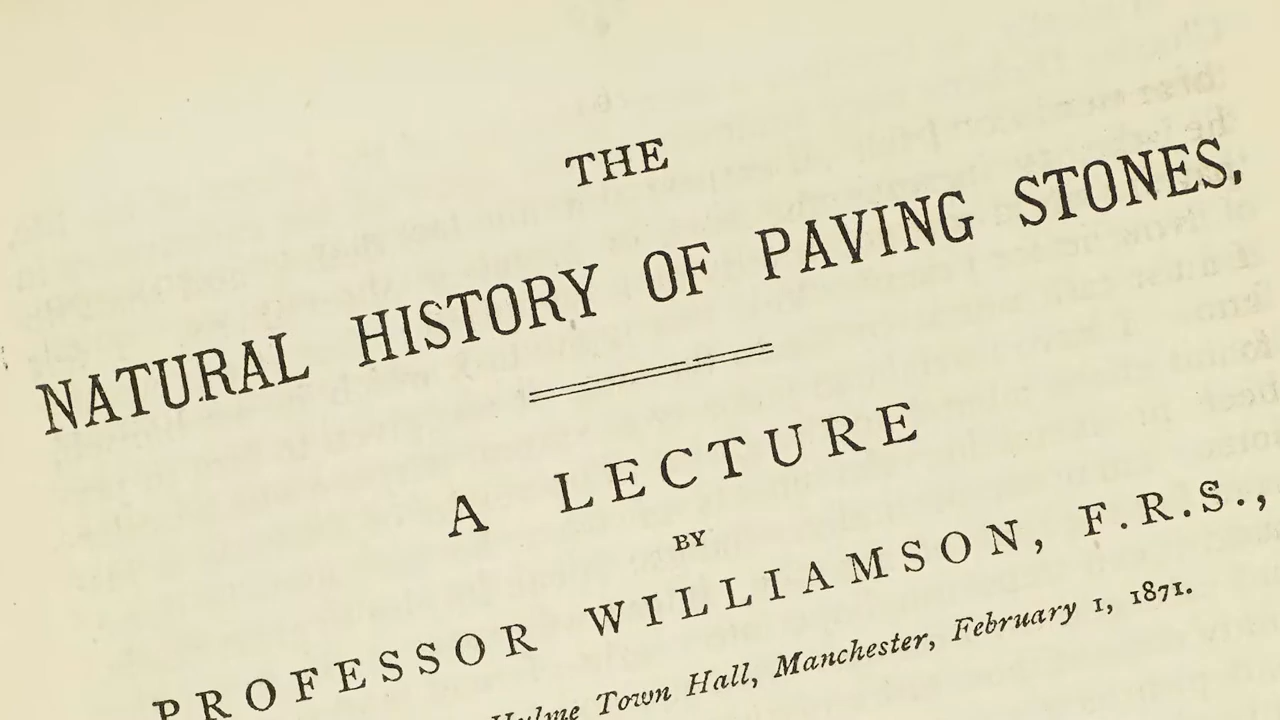 THE
NATURAL HISTORY OF PAVING STONES.
A LECTURE
BY
PROFESSOR WILLIAMSON, F.R.S.,
Hulme Town Hall, Manchester, February 1, 1871.